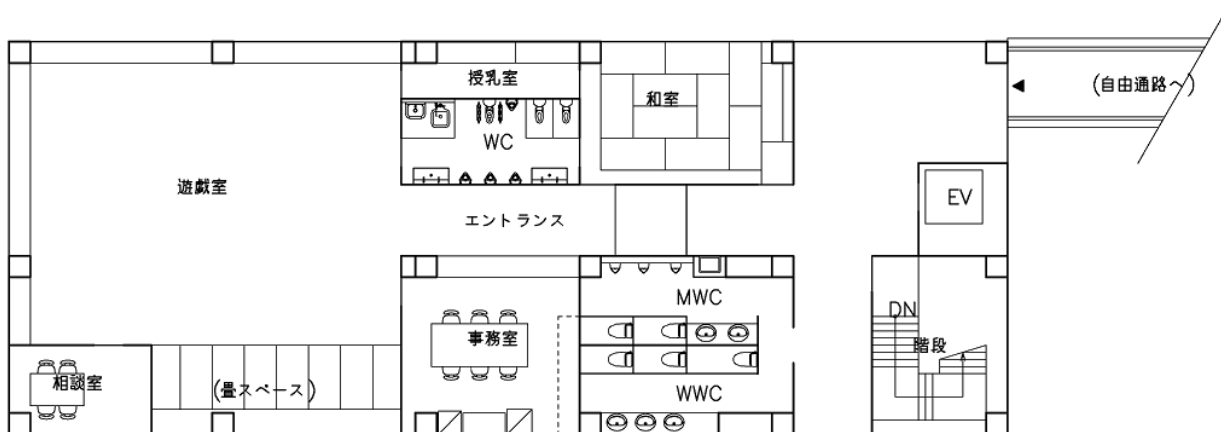 授乳室
和室
(自由通路へ)
WC
遊戯室
EV
エントランス
MWC
DN
事務室
階段
相談室
(畳スペース)
WWC